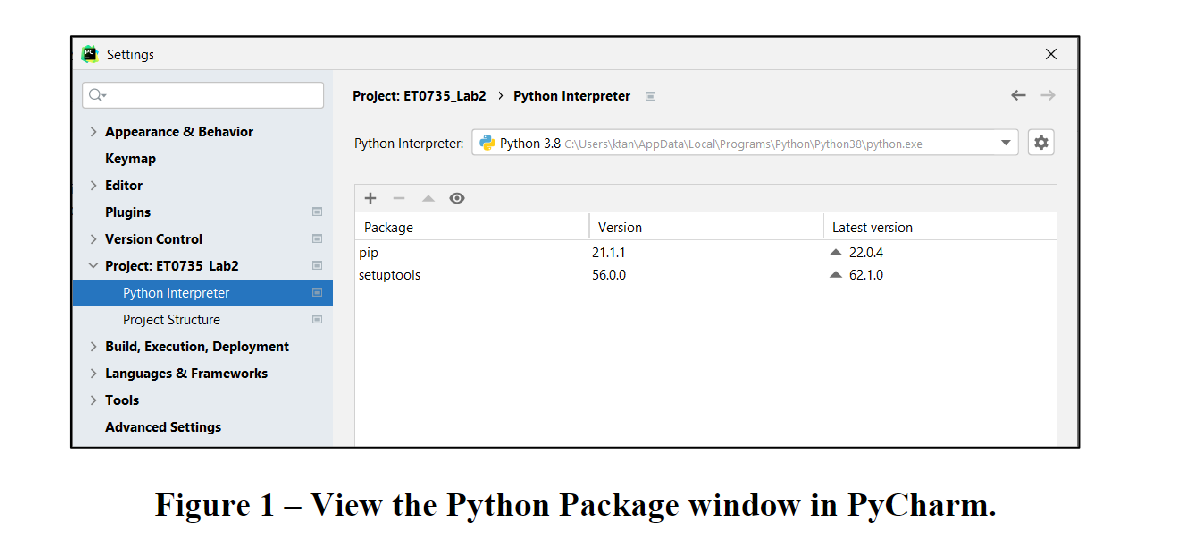 Settings
Appearance & Behavior
Keymap
Editor
Plugins
Version Control
Project: ET0735_Lab2
Python Interpreter
Project Structure
Build, Execution, Deployment
Languages & Frameworks
Tools
Advanced Settings
Project: ET0735_Lab2 > Python Interpreter
Python Interpreter: Python 3.8 C:\Users\ktan\AppData\Local\Programs\Python\Python38\python.exe
Package Version Latest version
pip 21.1.1 22.0.4
setuptools 56.0.0 62.1.0
Figure 1 – View the Python Package window in PyCharm.